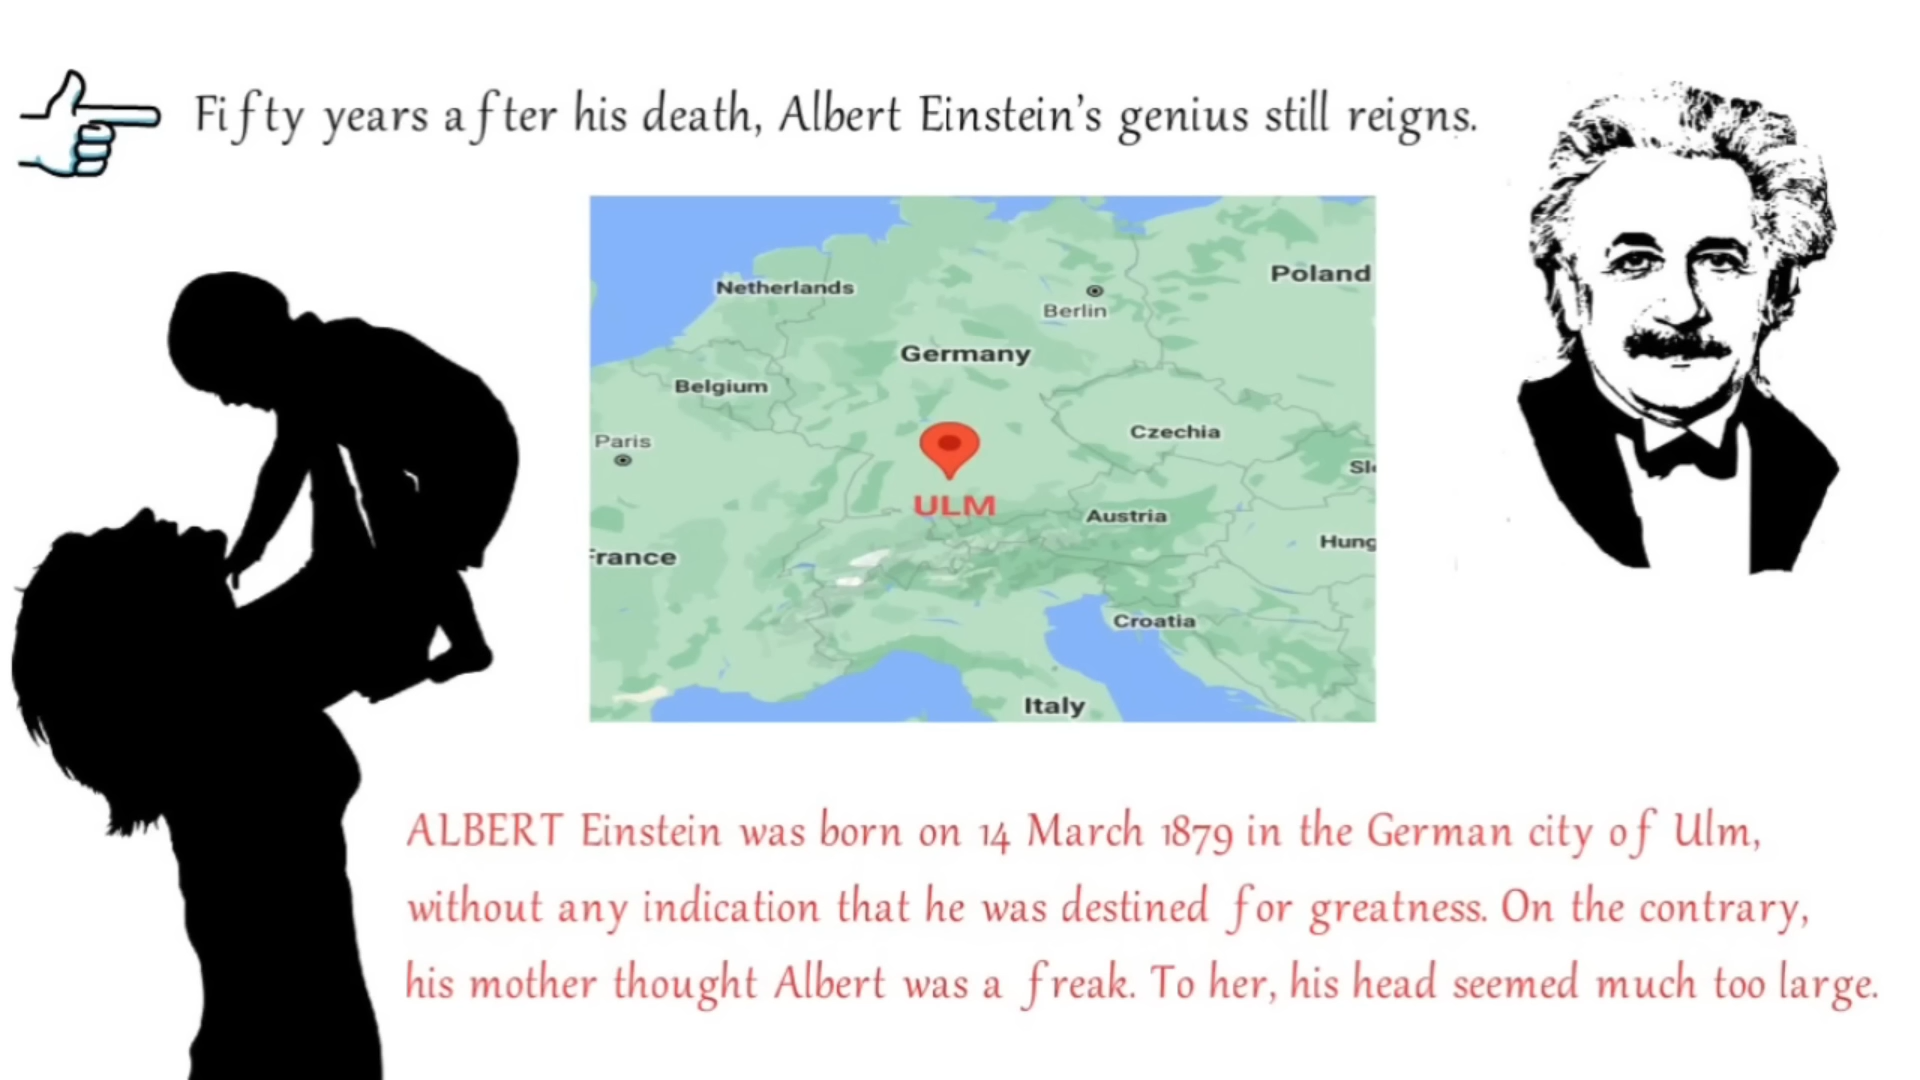 Fifty years after his death, Albert Einstein's genius still reigns.
Netherlands
Poland
Berlin
Germany
Belgium
Paris
Czechia
Sl
ULM
Austria
France
Hung
Croatia
Italy
ALBERT Einstein was born on 14 March 1879 in the German city of Ulm,
without any indication that he was destined for greatness. On the contrary,
his mother thought Albert was a freak. To her, his head seemed much too large.